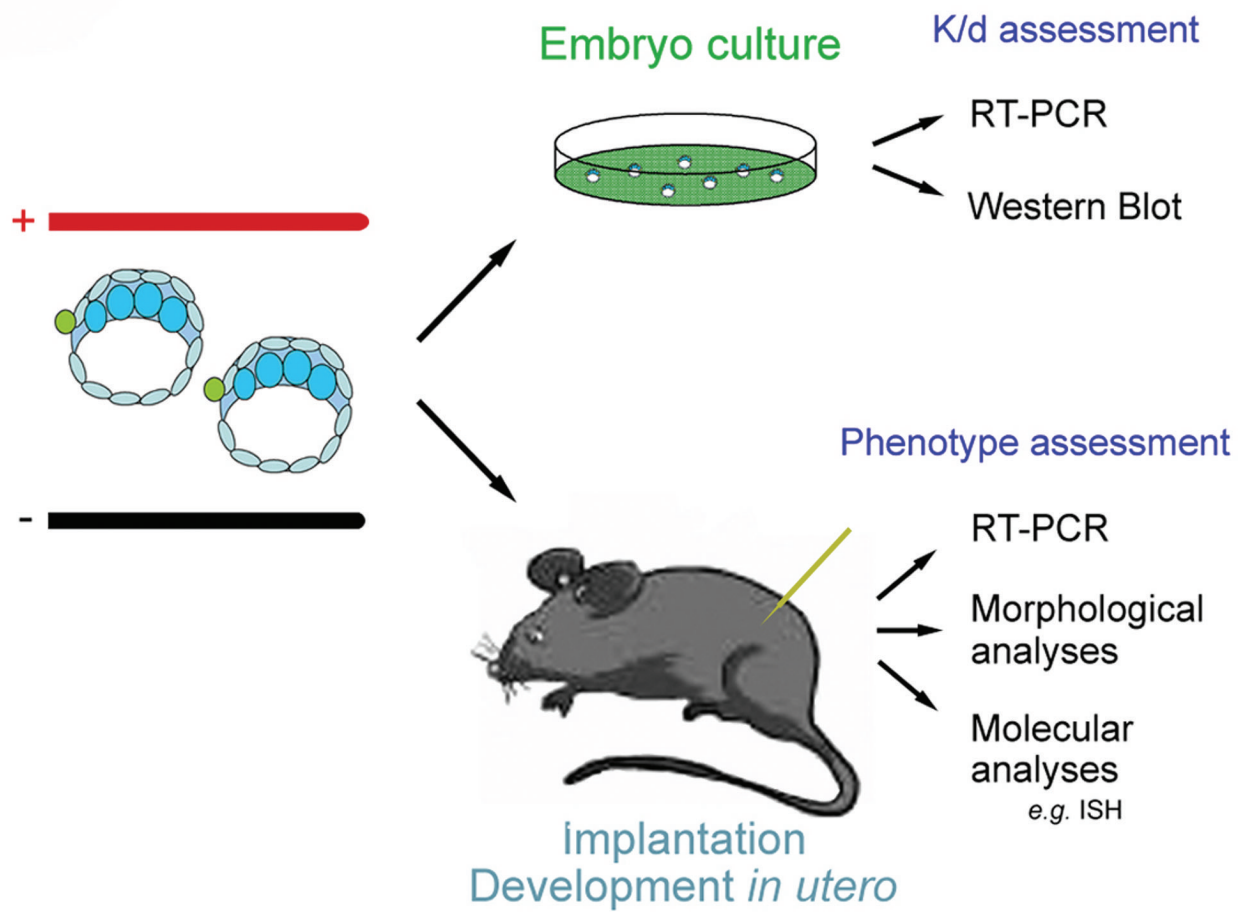 Embryo culture
K/d assessment
RT-PCR
Western Blot
+
-
Phenotype assessment
RT-PCR
Morphological
analyses
Molecular
analyses
e.g. ISH
Implantation
Development in utero